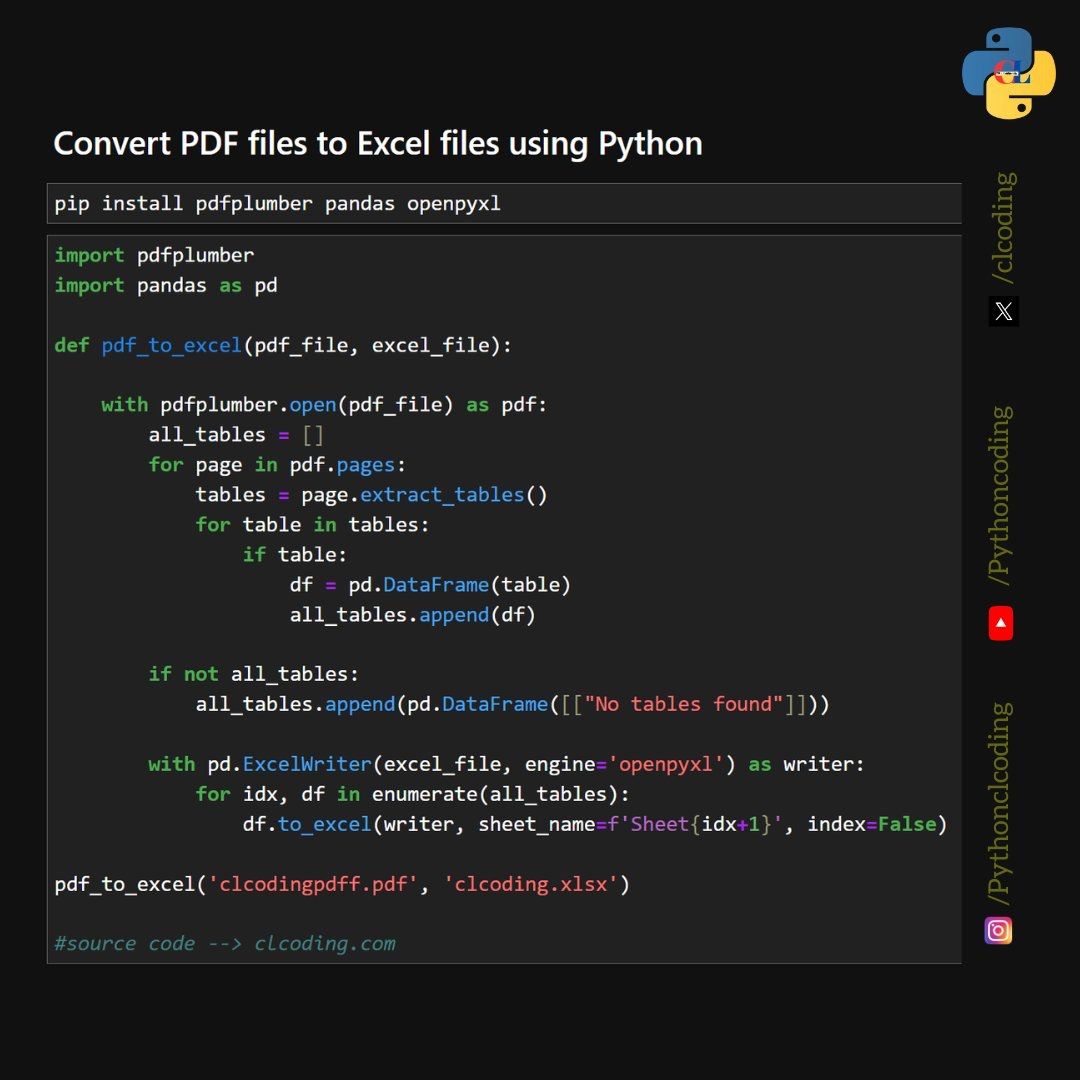 CL
Convert PDF files to Excel files using Python
pip install pdfplumber pandas openpyxl
import pdfplumber
import pandas as pd
def pdf_to_excel(pdf_file, excel_file):
    with pdfplumber.open(pdf_file) as pdf:
        all_tables = []
        for page in pdf.pages:
            tables = page.extract_tables()
            for table in tables:
                if table:
                    df = pd.DataFrame(table)
                    all_tables.append(df)
        if not all_tables:
            all_tables.append(pd.DataFrame([["No tables found"]]))
        with pd.ExcelWriter(excel_file, engine='openpyxl') as writer:
            for idx, df in enumerate(all_tables):
                df.to_excel(writer, sheet_name=f'Sheet{idx+1}', index=False)
pdf_to_excel('clcodingpdff.pdf', 'clcoding.xlsx')
#source code --> clcoding.com
/clcoding
/Pythoncoding
/Pythonclcoding